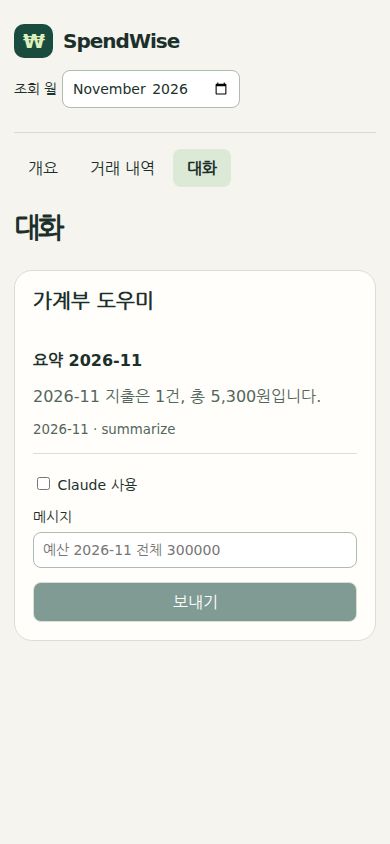 ₩ SpendWise
조회 월 November 2026
개요 거래 내역 대화
대화
가계부 도우미
요약 2026-11
2026-11 지출은 1건, 총 5,300원입니다.
2026-11 · summarize
Claude 사용
메시지
예산 2026-11 전체 300000
보내기